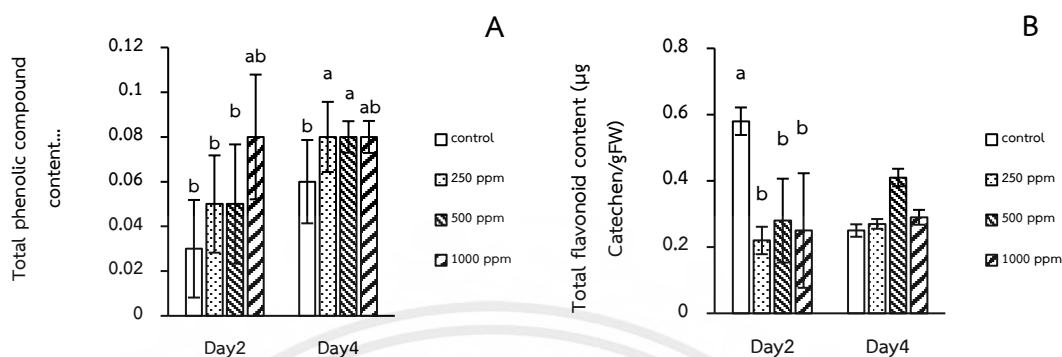 A
Total phenolic compound
content...
0.12
0.1
0.08
0.06
0.04
0.02
0
b
b
b
ab
b
a
a
ab
Day2
Day4
control
250 ppm
500 ppm
1000 ppm
B
Total flavonoid content (µg
Catechen/gFW)
0.8
0.6
0.4
0.2
0
a
b
b
b
Day2
Day4
control
250 ppm
500 ppm
1000 ppm